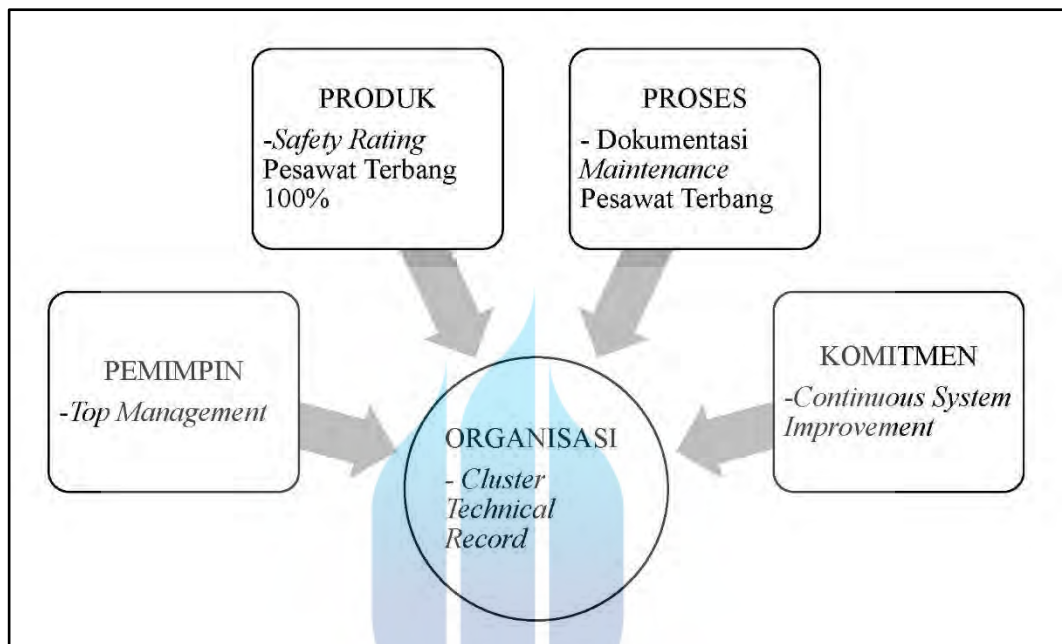 PRODUK
-Safety Rating
Pesawat Terbang
100%
PROSES
- Dokumentasi
Maintenance
Pesawat Terbang
PEMIMPIN
-Top Management
KOMITMEN
-Continuous System
Improvement
ORGANISASI
- Cluster
Technical
Record